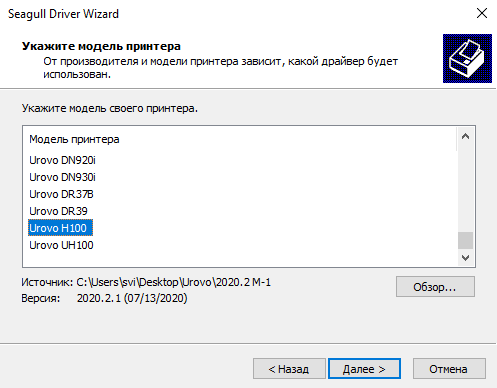 Seagull Driver Wizard
Укажите модель принтера
От производителя и модели принтера зависит, какой драйвер будет
использован.
Укажите модель своего принтера.
Модель принтера
Urovo DN920i
Urovo DN930i
Urovo DR37B
Urovo DR39
Urovo H100
Urovo UH100
Источник: C:\Users\svi\Desktop\Urovo\2020.2 M-1
Обзор...
Версия: 2020.2.1 (07/13/2020)
< Назад
Далее >
Отмена